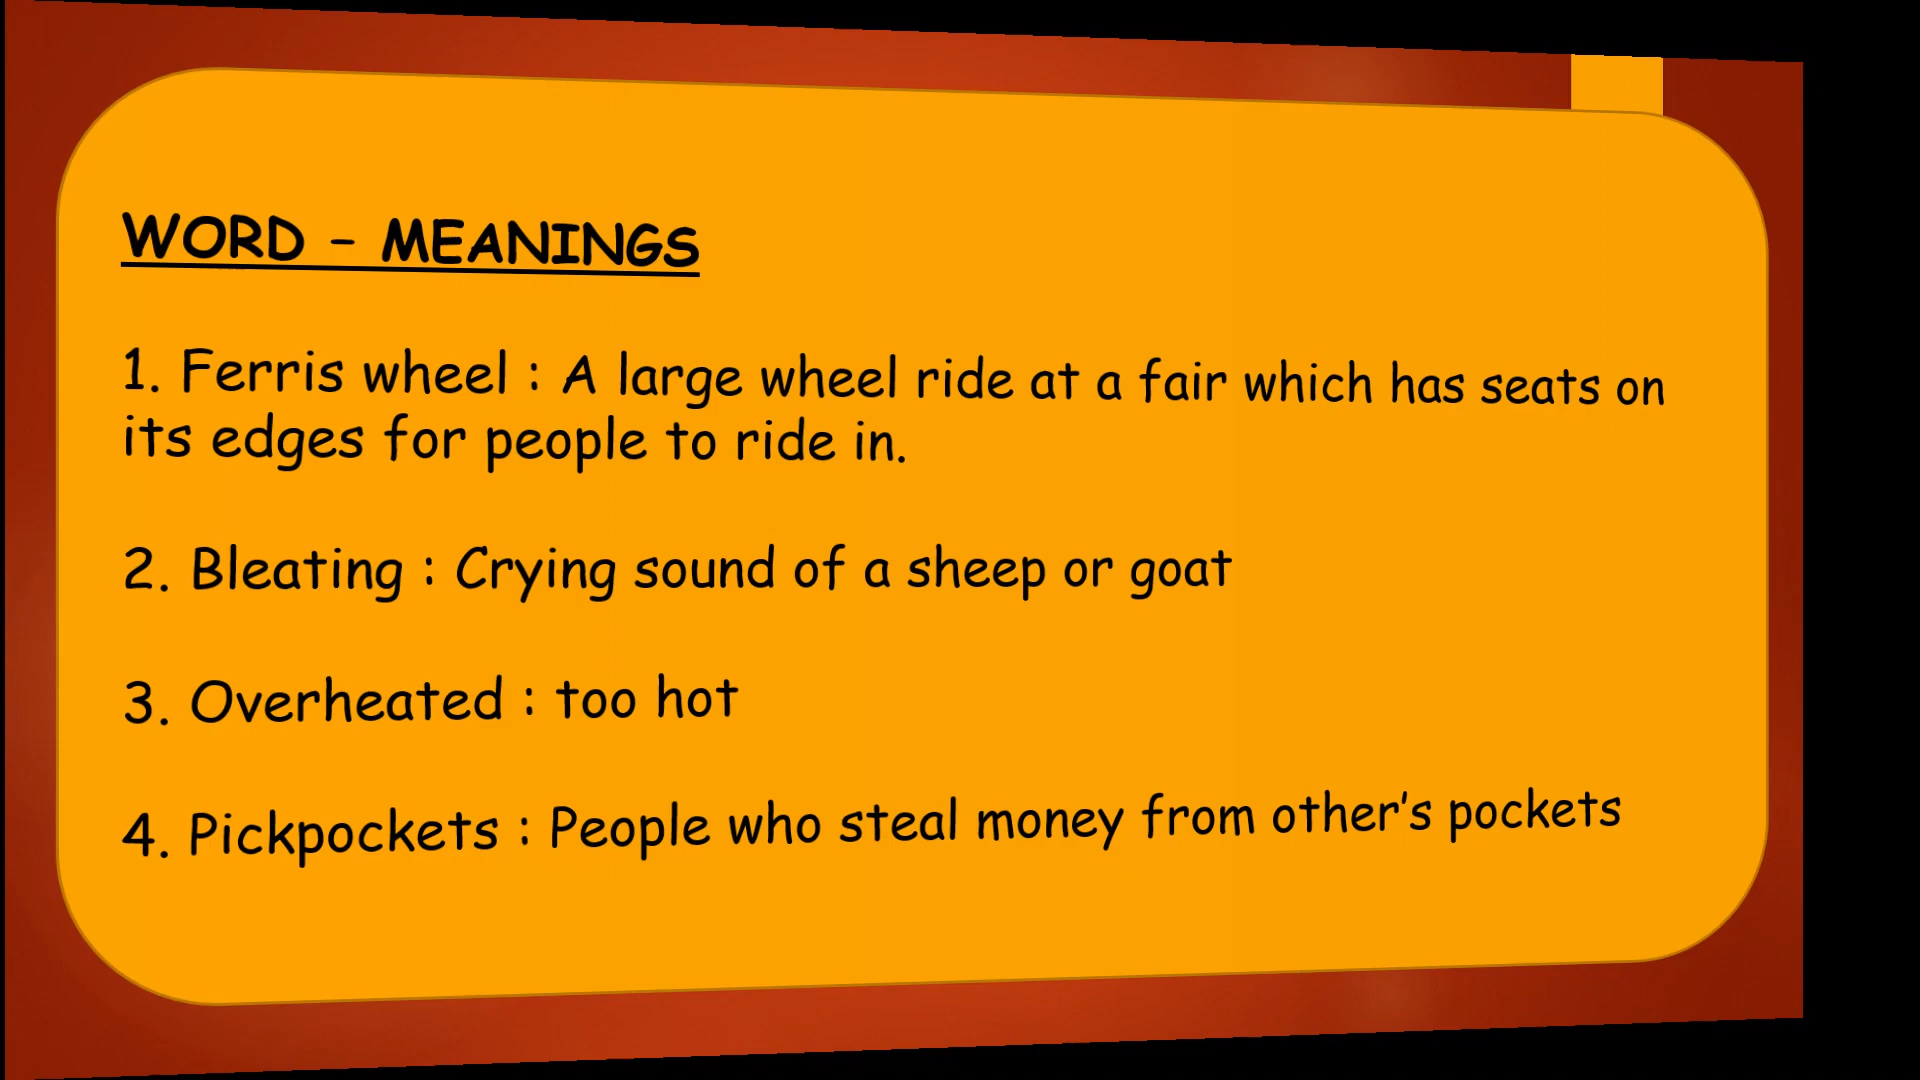 WORD – MEANINGS
1. Ferris wheel : A large wheel ride at a fair which has seats on
its edges for people to ride in.
2. Bleating : Crying sound of a sheep or goat
3. Overheated : too hot
4. Pickpockets : People who steal money from other’s pockets